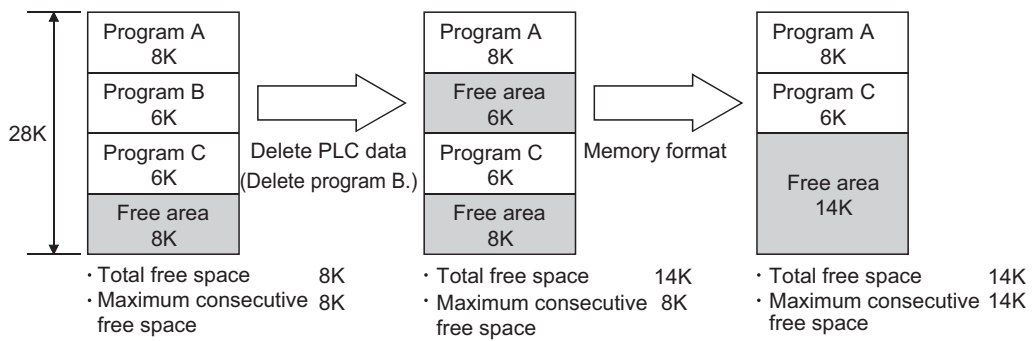 28K
Program A
8K
Program B
6K
Program C
6K
Free area
8K
· Total free space 8K
· Maximum consecutive 8K
free space
Delete PLC data
(Delete program B.)
Program A
8K
Free area
6K
Program C
6K
Free area
8K
· Total free space 14K
· Maximum consecutive 8K
free space
Memory format
Program A
8K
Program C
6K
Free area
14K
· Total free space 14K
· Maximum consecutive 14K
free space